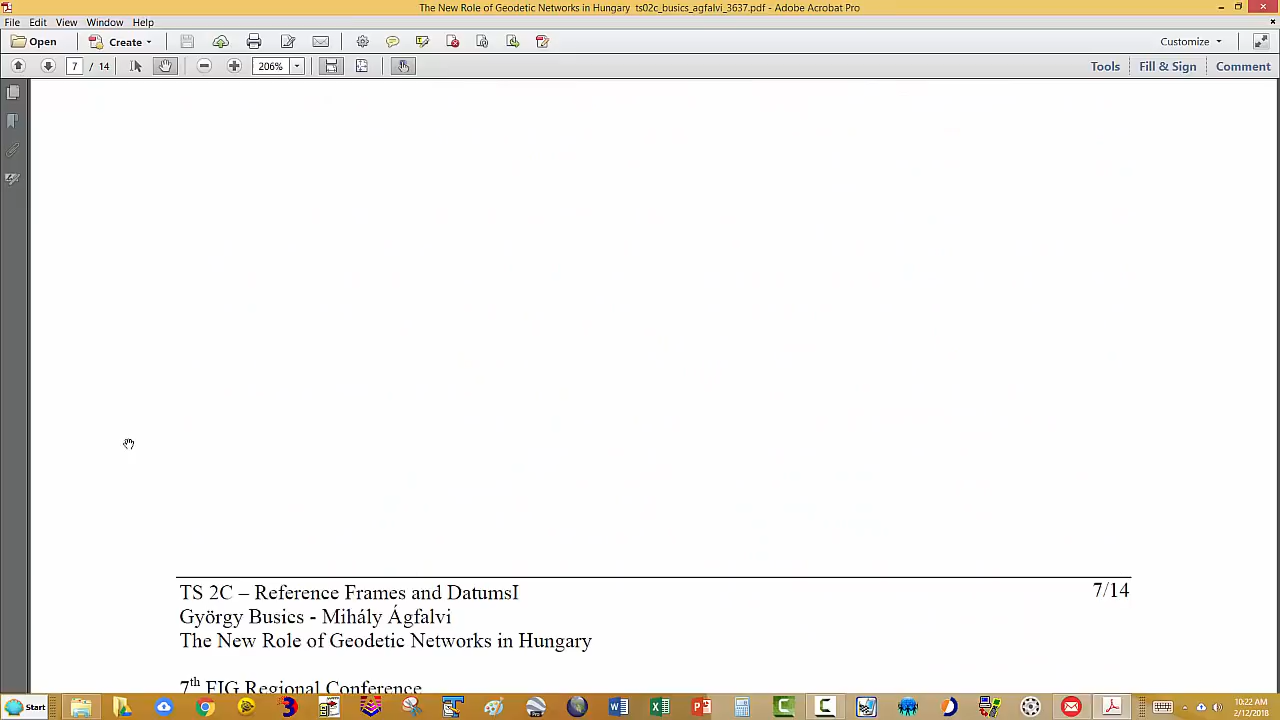 The New Role of Geodetic Networks in Hungary ts02c_busics_agfalvi_3637.pdf - Adobe Acrobat Pro
File Edit View Window Help
Open Create Customize
7 / 14 206% Tools Fill & Sign Comment
TS 2C – Reference Frames and DatumsI 7/14
György Busics - Mihály Ágfalvi
The New Role of Geodetic Networks in Hungary
7th FIG Regional Conference
Start
10:22 AM
2/12/2018